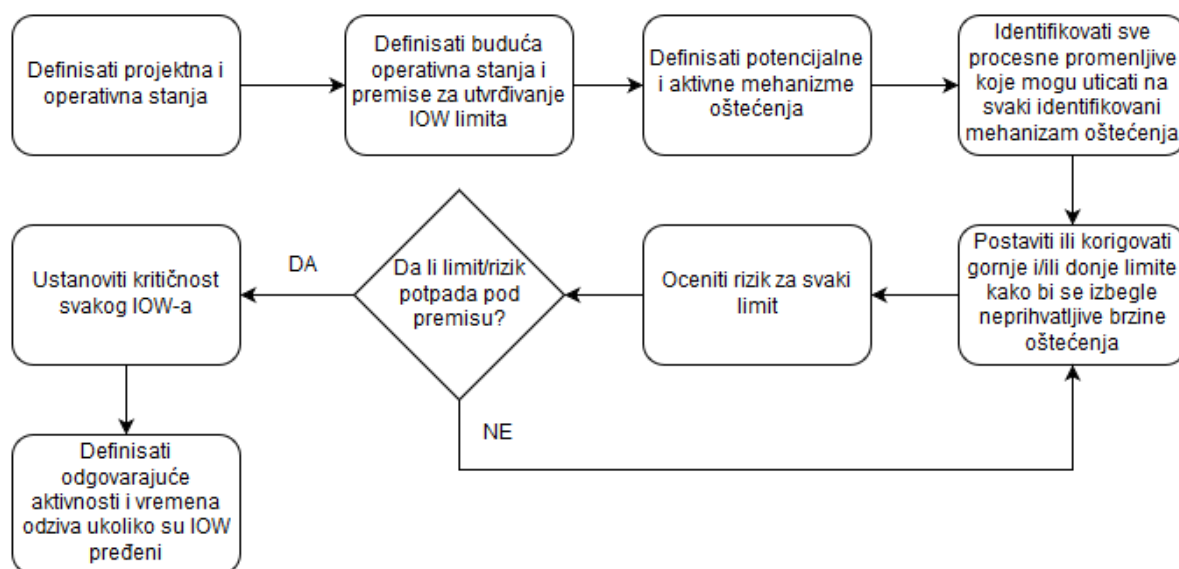 Definisati projektna i
operativna stanja
Definisati buduća
operativna stanja i
premise za utvrđivanje
IOW limita
Definisati potencijalne
i aktivne mehanizme
oštećenja
Identifikovati sve
procesne promenljive
koje mogu uticati na
svaki identifikovani
mehanizam oštećenja
Postaviti ili korigovati
gornje i/ili donje limite
kako bi se izbegle
neprihvatljive brzine
oštećenja
Oceniti rizik za svaki
limit
Da li limit/rizik
potpada pod
premisu?
DA
NE
Ustanoviti kritičnost
svakog IOW-a
Definisati
odgovarajuće
aktivnosti i vremena
odziva ukoliko su IOW
pređeni